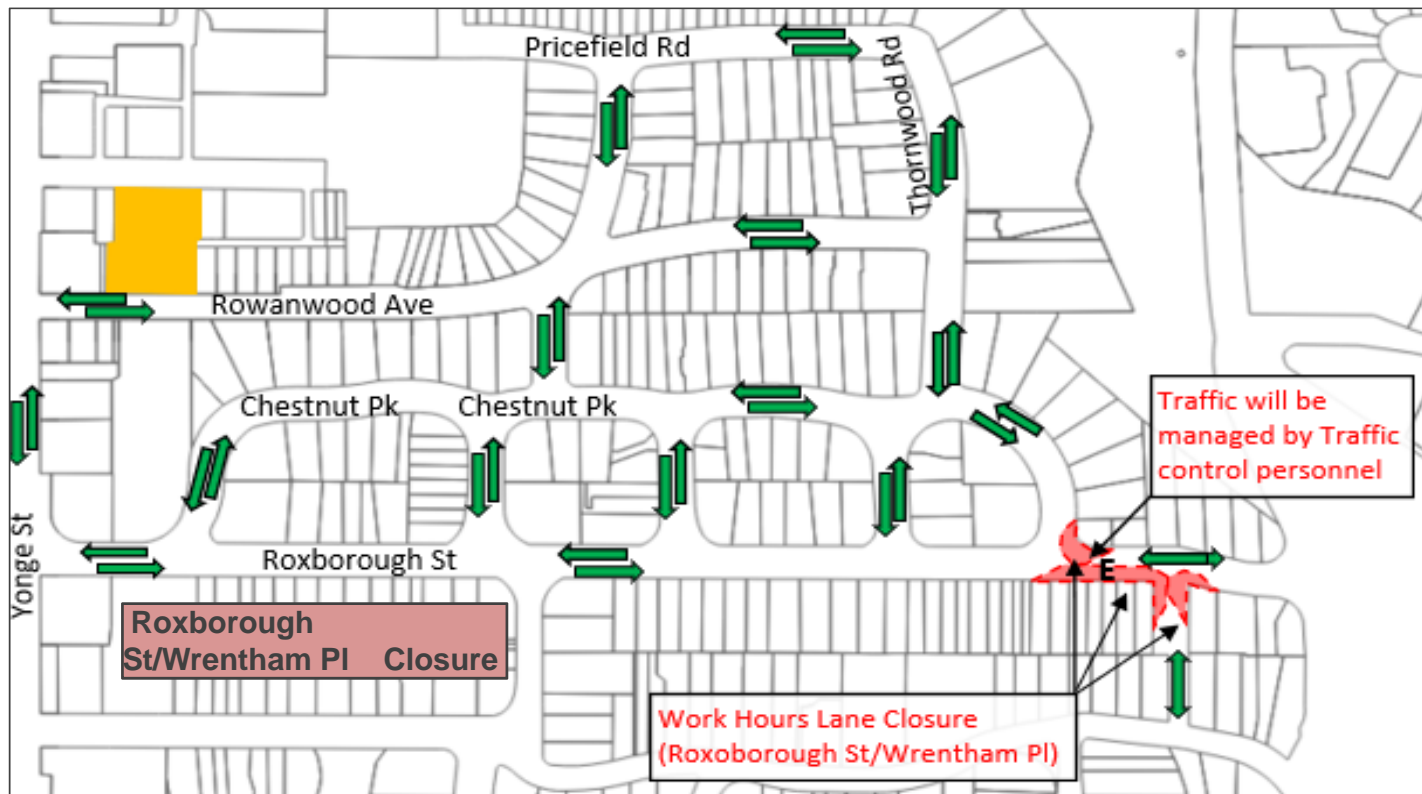 Pricefield Rd
Thornwood Rd
Rowanwood Ave
Chestnut Pk
Chestnut Pk
Traffic will be
managed by Traffic
control personnel
Yonge St
Roxborough St
E
Roxborough
St/Wrentham Pl Closure
Work Hours Lane Closure
(Roxoborough St/Wrentham Pl)